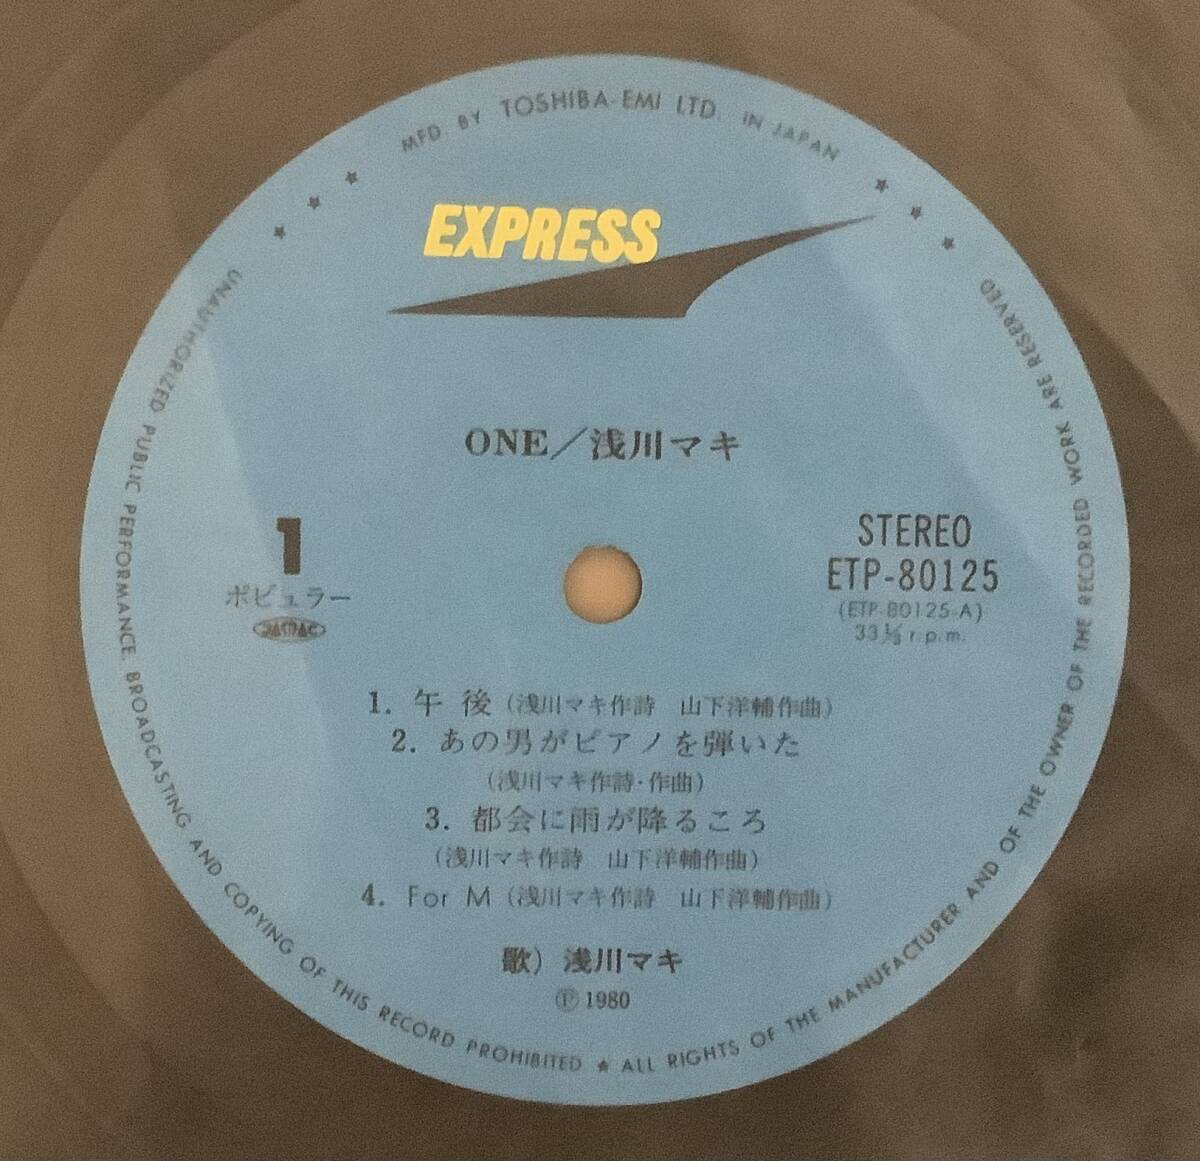 MFD. BY TOSHIBA-EMI LTD. IN JAPAN
EXPRESS
ONE／浅川マキ
1
ポピュラー
JASRAC
STEREO
ETP-80125
(ETP-80125-A)
33⅓ r.p.m.
1. 午後 (浅川マキ作詩 山下洋輔作曲)
2. あの男がピアノを弾いた
(浅川マキ作詩・作曲)
3. 都会に雨が降るころ
(浅川マキ作詩 山下洋輔作曲)
4. For M (浅川マキ作詩 山下洋輔作曲)
歌) 浅川マキ
Ⓟ 1980
UNAUTHORIZED PUBLIC PERFORMANCE, BROADCASTING AND COPYING OF THIS RECORD PROHIBITED ★ ALL RIGHTS OF THE MANUFACTURER AND OF THE OWNER OF THE RECORDED WORK ARE RESERVED